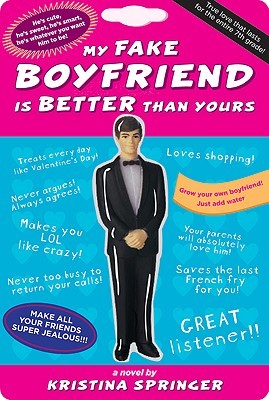 He's cute,
he's sweet, he's smart,
he's whatever you want
him to be!
True love that lasts
for the entire 7th grade!
MY FAKE
BOYFRIEND
IS BETTER THAN YOURS
Treats every day
like Valentine's Day!
Loves shopping!
Never argues!
Always agrees!
Grow your own boyfriend!
Just add water
Makes you
LOL
like crazy!
Your parents
will absolutely
love him!
Never too busy to
return your calls!
Saves the last
French fry
for you!
MAKE ALL
YOUR FRIENDS
SUPER JEALOUS!!!
GREAT
listener!!
a novel by
KRISTINA SPRINGER